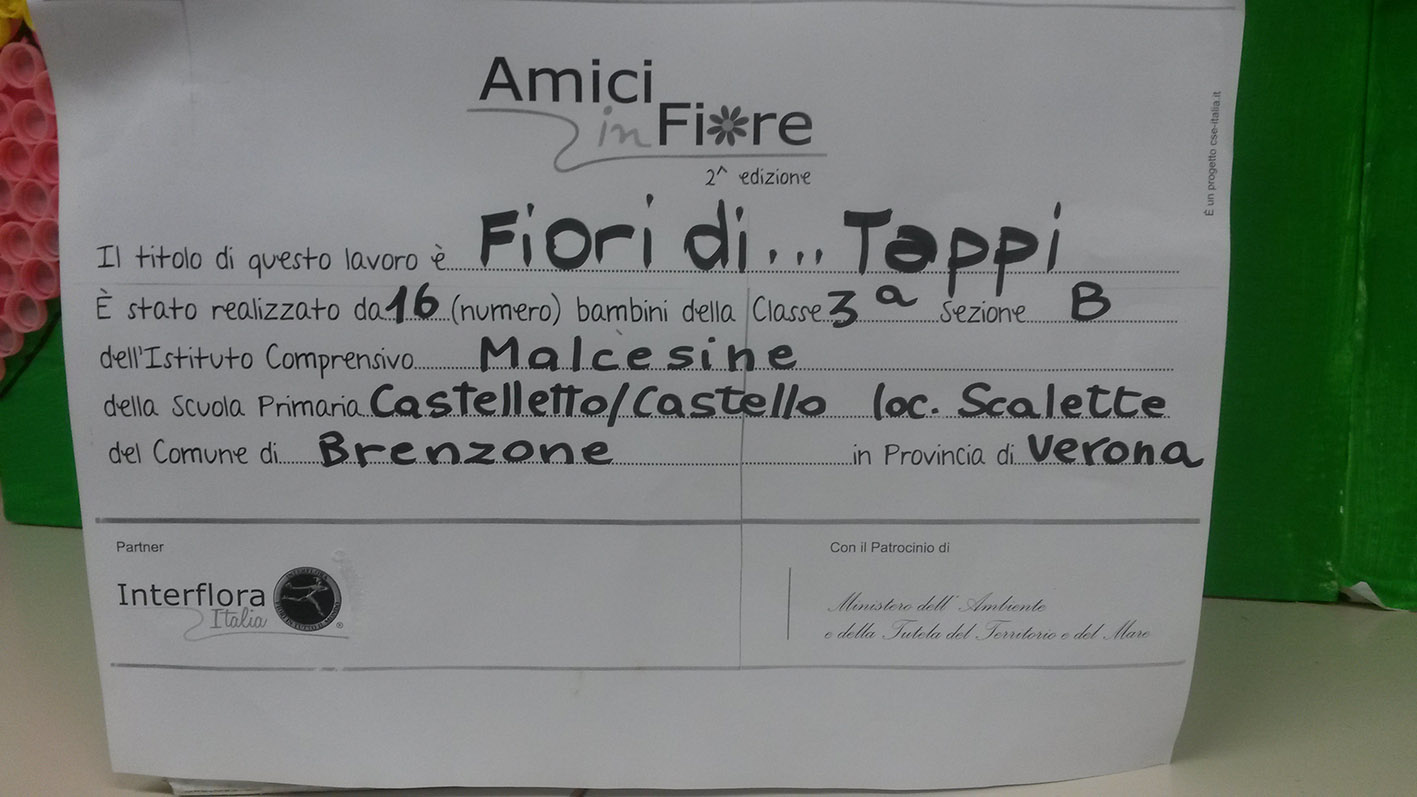 Amici
in Fiore
2^ edizione
È un progetto cse-italia.it
Il titolo di questo lavoro è Fiori di... Tappi
È stato realizzato da 16 (numero) bambini della Classe 3ª Sezione B
dell'Istituto Comprensivo Malcesine
della Scuola Primaria Castelletto/Castello loc. Scalette
del Comune di Brenzone in Provincia di Verona
Partner
Con il Patrocinio di
Interflora
Italia
®
Ministero dell'Ambiente
e della Tutela del Territorio e del Mare